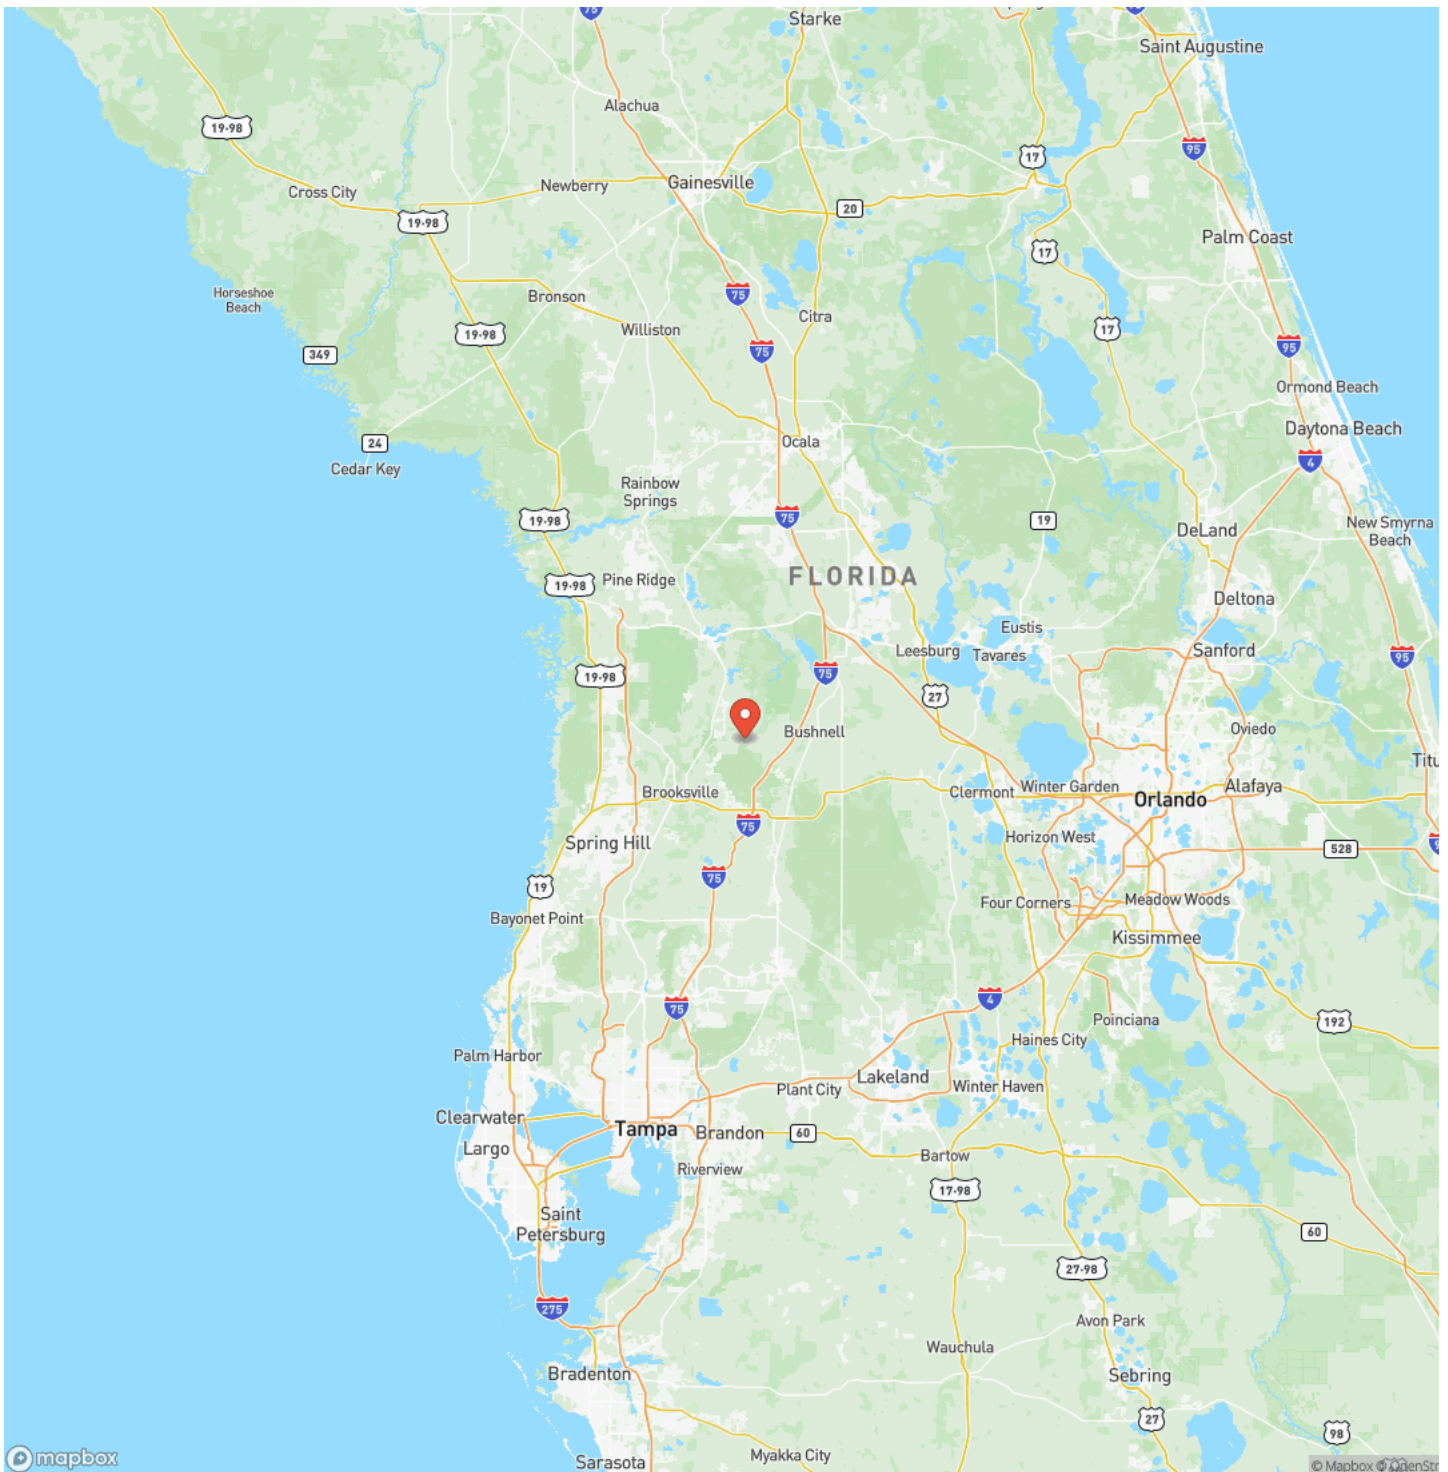 75
Starke
Saint Augustine
Alachua
19-98
95
17
Cross City
Newberry
Gainesville
20
19-98
Palm Coast
17
Horseshoe
Beach
Bronson
75
Citra
Williston
19-98
17
349
75
95
Ormond Beach
24
Ocala
Daytona Beach
Cedar Key
4
Rainbow
Springs
19-98
75
19
New Smyrna
Beach
DeLand
FLORIDA
19-98
Pine Ridge
Deltona
Eustis
Leesburg
Tavares
Sanford
95
19-98
75
27
Bushnell
Oviedo
Titu
Brooksville
Clermont
Winter Garden
Alafaya
Orlando
75
Spring Hill
Horizon West
528
75
19
Four Corners
Meadow Woods
Bayonet Point
Kissimmee
4
75
Poinciana
192
Haines City
Palm Harbor
Lakeland
Plant City
Winter Haven
Clearwater
Tampa
Brandon
60
Largo
Bartow
Riverview
17-98
Saint
Petersburg
60
27-98
275
Avon Park
Wauchula
Bradenton
Sebring
27
98
Myakka City
Sarasota
mapbox
© Mapbox © OpenStr